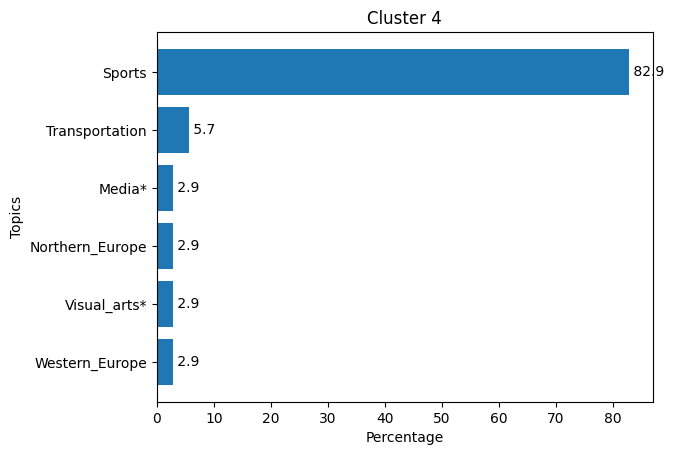 Cluster 4
Topics
Sports 82.9
Transportation 5.7
Media* 2.9
Northern_Europe 2.9
Visual_arts* 2.9
Western_Europe 2.9
0 10 20 30 40 50 60 70 80
Percentage